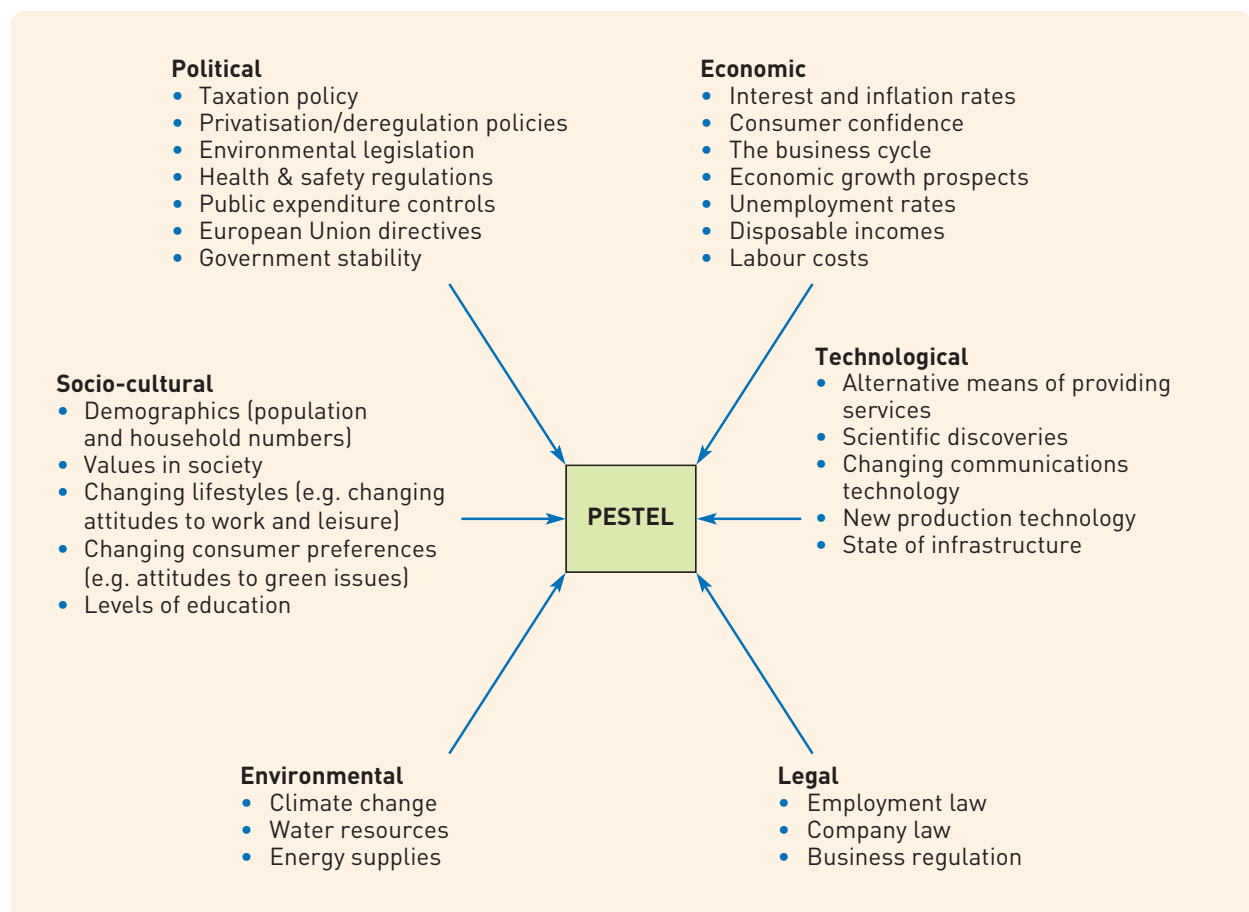 Political
• Taxation policy
• Privatisation/deregulation policies
• Environmental legislation
• Health & safety regulations
• Public expenditure controls
• European Union directives
• Government stability
Economic
• Interest and inflation rates
• Consumer confidence
• The business cycle
• Economic growth prospects
• Unemployment rates
• Disposable incomes
• Labour costs
Socio-cultural
• Demographics (population
and household numbers)
• Values in society
• Changing lifestyles (e.g. changing
attitudes to work and leisure)
• Changing consumer preferences
(e.g. attitudes to green issues)
• Levels of education
PESTEL
Technological
• Alternative means of providing
services
• Scientific discoveries
• Changing communications
technology
• New production technology
• State of infrastructure
Environmental
• Climate change
• Water resources
• Energy supplies
Legal
• Employment law
• Company law
• Business regulation